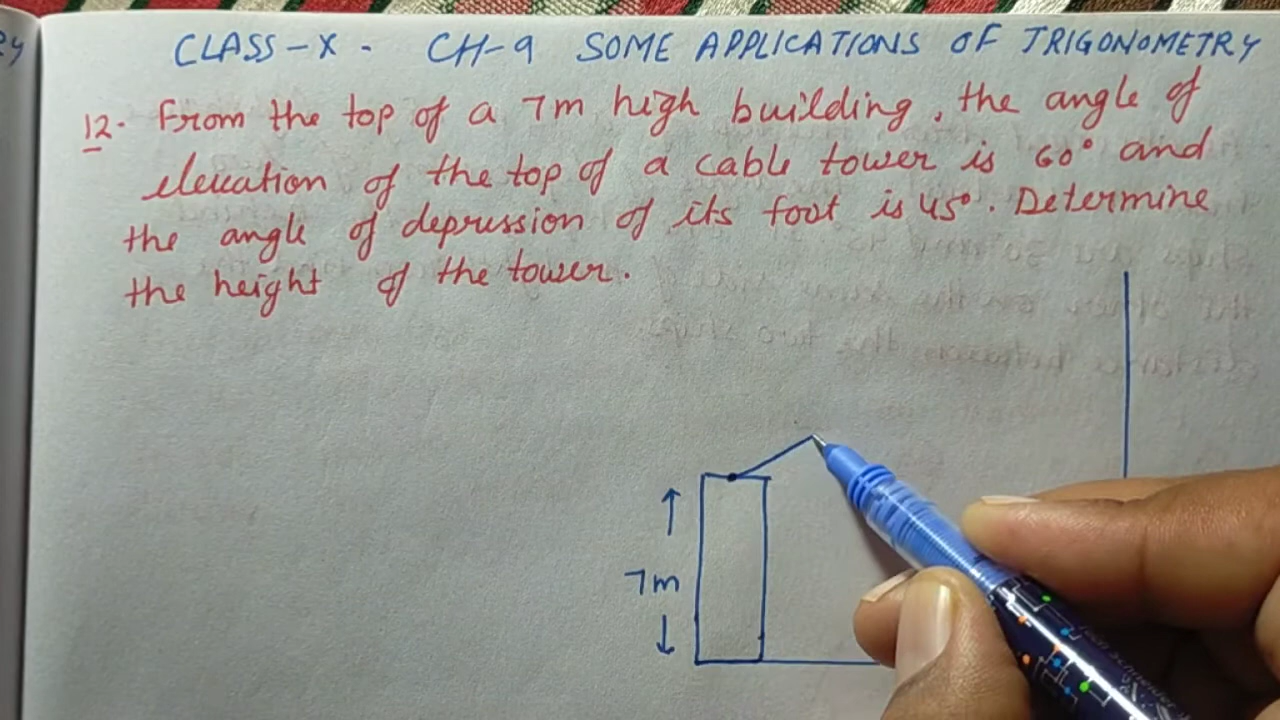 RY
CLASS-X - CH-9 SOME APPLICATIONS OF TRIGONOMETRY
12. From the top of a 7m high building, the angle of
elevation of the top of a cable tower is 60° and
the angle of depression of its foot is 45°. Determine
the height of the tower.
7m